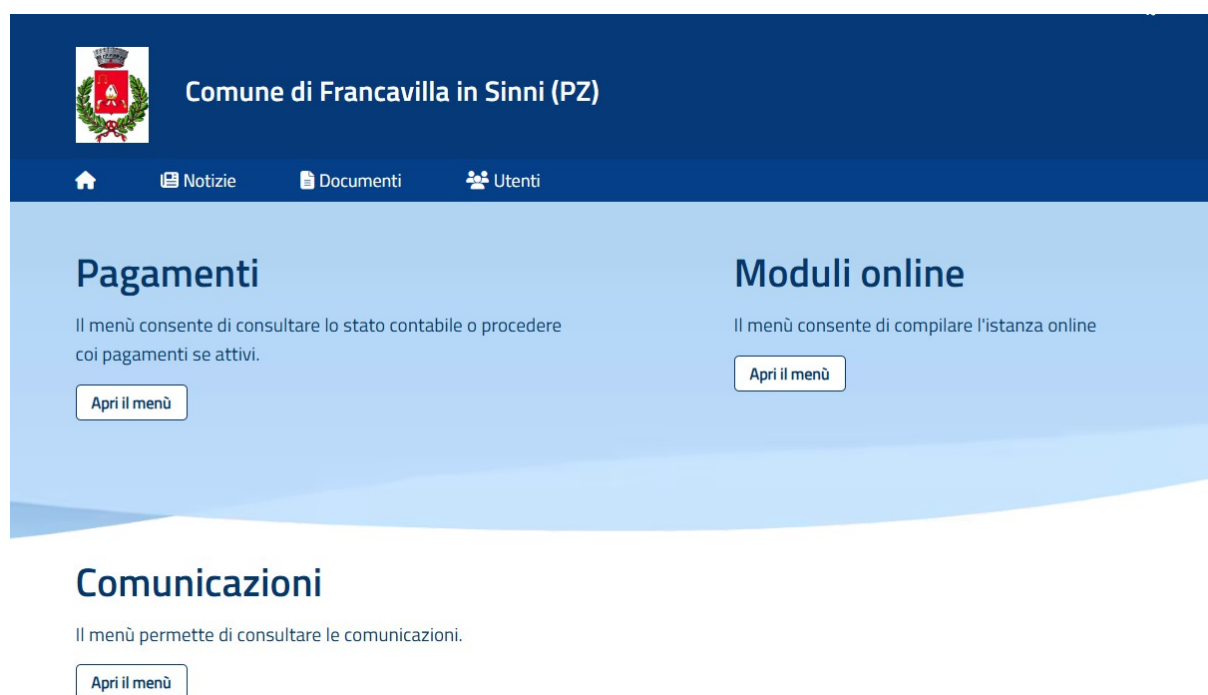 Comune di Francavilla in Sinni (PZ)
Notizie
Documenti
Utenti
Pagamenti
Il menù consente di consultare lo stato contabile o procedere
coi pagamenti se attivi.
Apri il menù
Moduli online
Il menù consente di compilare l'istanza online
Apri il menù
Comunicazioni
Il menù permette di consultare le comunicazioni.
Apri il menù